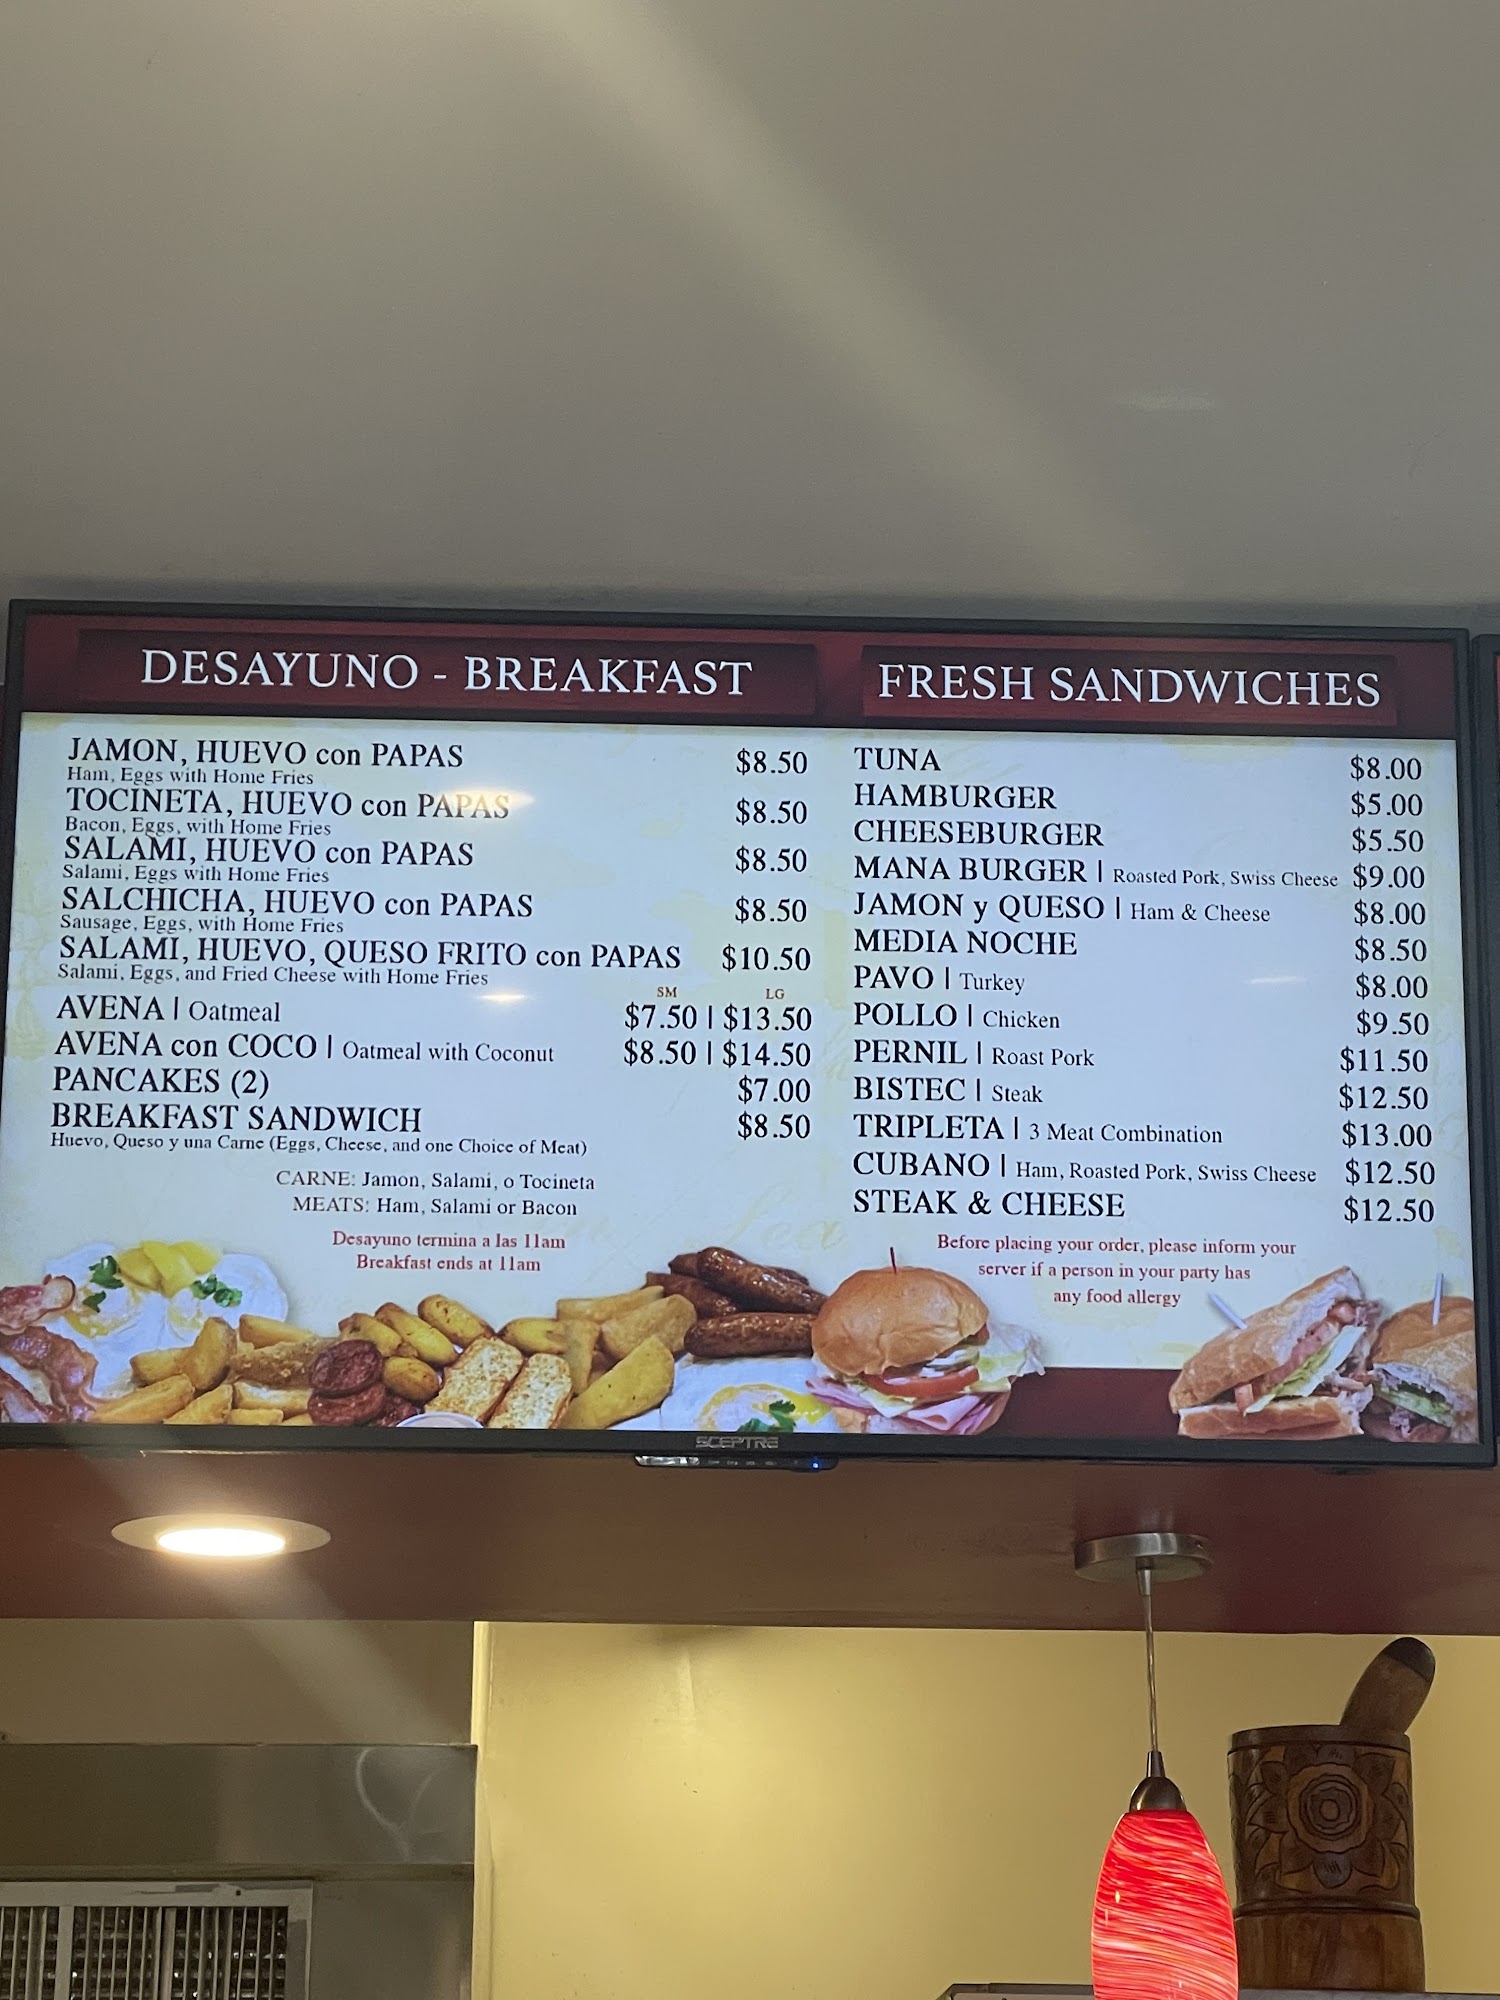 DESAYUNO - BREAKFAST
JAMON, HUEVO con PAPAS $8.50
Ham, Eggs with Home Fries
TOCINETA, HUEVO con PAPAS $8.50
Bacon, Eggs, with Home Fries
SALAMI, HUEVO con PAPAS $8.50
Salami, Eggs with Home Fries
SALCHICHA, HUEVO con PAPAS $8.50
Sausage, Eggs, with Home Fries
SALAMI, HUEVO, QUESO FRITO con PAPAS $10.50
Salami, Eggs, and Fried Cheese with Home Fries
SM LG
AVENA | Oatmeal $7.50 | $13.50
AVENA con COCO | Oatmeal with Coconut $8.50 | $14.50
PANCAKES (2) $7.00
BREAKFAST SANDWICH $8.50
Huevo, Queso y una Carne (Eggs, Cheese, and one Choice of Meat)
CARNE: Jamon, Salami, o Tocineta
MEATS: Ham, Salami or Bacon
Desayuno termina a las 11am
Breakfast ends at 11am
FRESH SANDWICHES
TUNA $8.00
HAMBURGER $5.00
CHEESEBURGER $5.50
MANA BURGER | Roasted Pork, Swiss Cheese $9.00
JAMON y QUESO | Ham & Cheese $8.00
MEDIA NOCHE $8.50
PAVO | Turkey $8.00
POLLO | Chicken $9.50
PERNIL | Roast Pork $11.50
BISTEC | Steak $12.50
TRIPLETA | 3 Meat Combination $13.00
CUBANO | Ham, Roasted Pork, Swiss Cheese $12.50
STEAK & CHEESE $12.50
Before placing your order, please inform your
server if a person in your party has
any food allergy
SCEPTRE